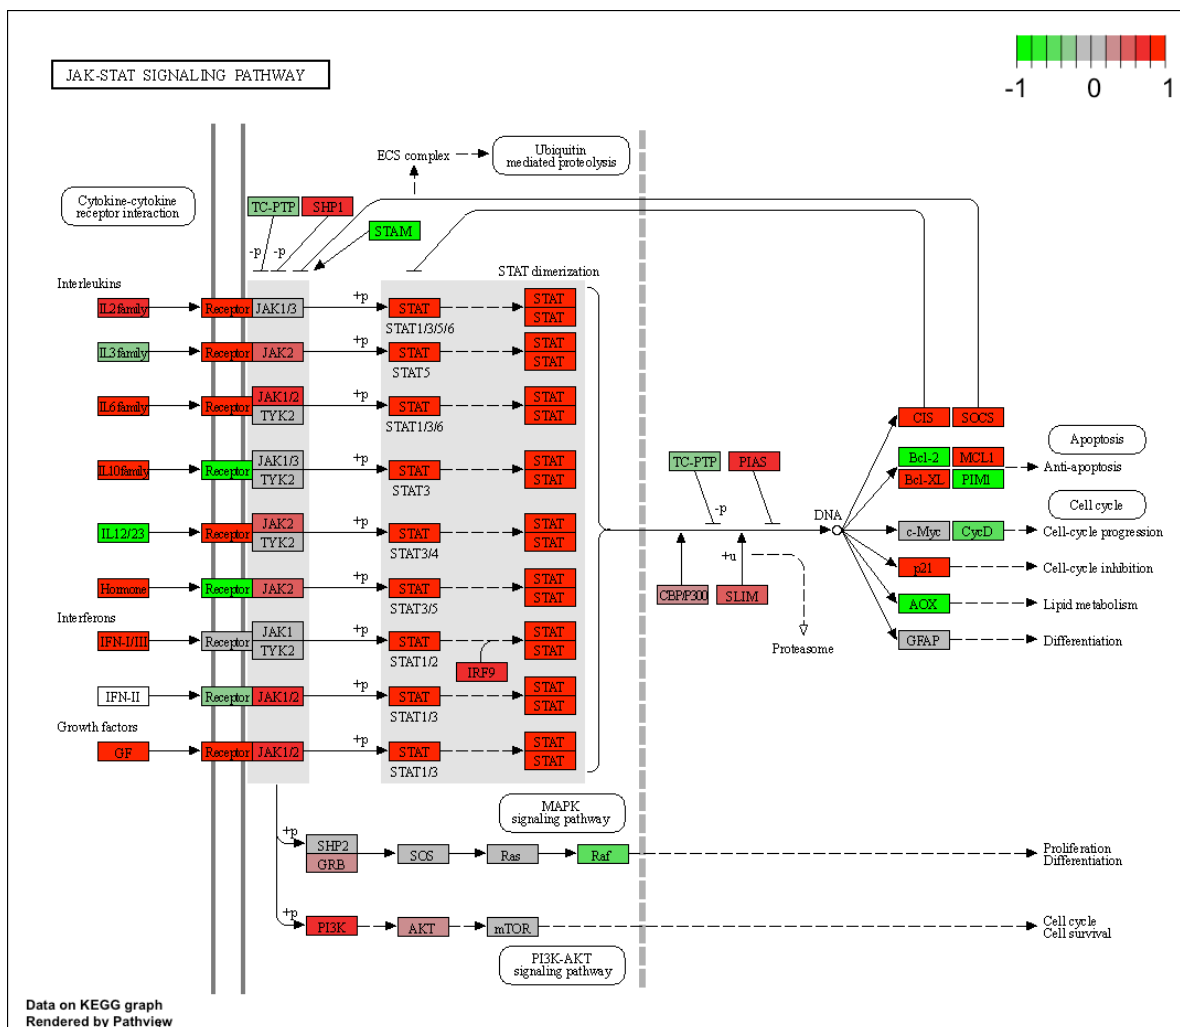 -1 0 1
JAK-STAT SIGNALING PATHWAY
Ubiquitin
mediated proteolysis
ECS complex
Cytokine-cytokine
receptor interaction
TC-PTP SHP1
STAM
-p -p
STAT dimerization
Interleukins
IL2family Receptor JAK1/3 +p STAT STAT
STAT
STAT1/3/5/6
IL3family Receptor JAK2 +p STAT STAT
STAT
STAT5
IL6family Receptor JAK1/2 +p STAT STAT
TYK2 STAT
STAT1/3/6
CIS SOCS
IL10family Receptor JAK1/3 +p STAT STAT
TYK2 STAT
STAT3
TC-PTP PIAS
Bcl-2 MCL1
Bcl-XL PIM1
Apoptosis
Anti-apoptosis
-p
DNA
IL12/23 Receptor JAK2 +p STAT STAT
TYK2 STAT
STAT3/4
c-Myc CycD
Cell cycle
Cell-cycle progression
+u
p21 Cell-cycle inhibition
Hormone Receptor JAK2 +p STAT STAT
STAT
STAT3/5
CBP/P300 SLIM
AOX Lipid metabolism
Interferons
IFN-I/III Receptor JAK1 +p STAT STAT
TYK2 STAT
STAT1/2
IRF9
Proteasome
GFAP Differentiation
IFN-II Receptor JAK1/2 +p STAT STAT
STAT
STAT1/3
Growth factors
GF Receptor JAK1/2 +p STAT STAT
STAT
STAT1/3
MAPK
signaling pathway
+p
SHP2
GRB
SOS Ras Raf
Proliferation
Differentiation
+p
PI3K AKT mTOR
Cell cycle
Cell survival
PI3K-AKT
signaling pathway
Data on KEGG graph
Rendered by Pathview